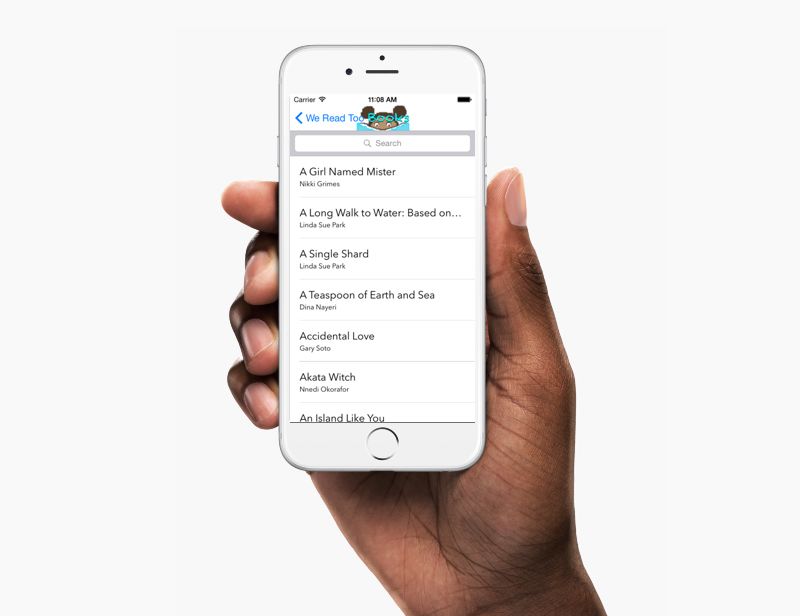 Carrier 11:08 AM
We Read Too Books
Search
A Girl Named Mister
Nikki Grimes
A Long Walk to Water: Based on…
Linda Sue Park
A Single Shard
Linda Sue Park
A Teaspoon of Earth and Sea
Dina Nayeri
Accidental Love
Gary Soto
Akata Witch
Nnedi Okorafor
An Island Like You